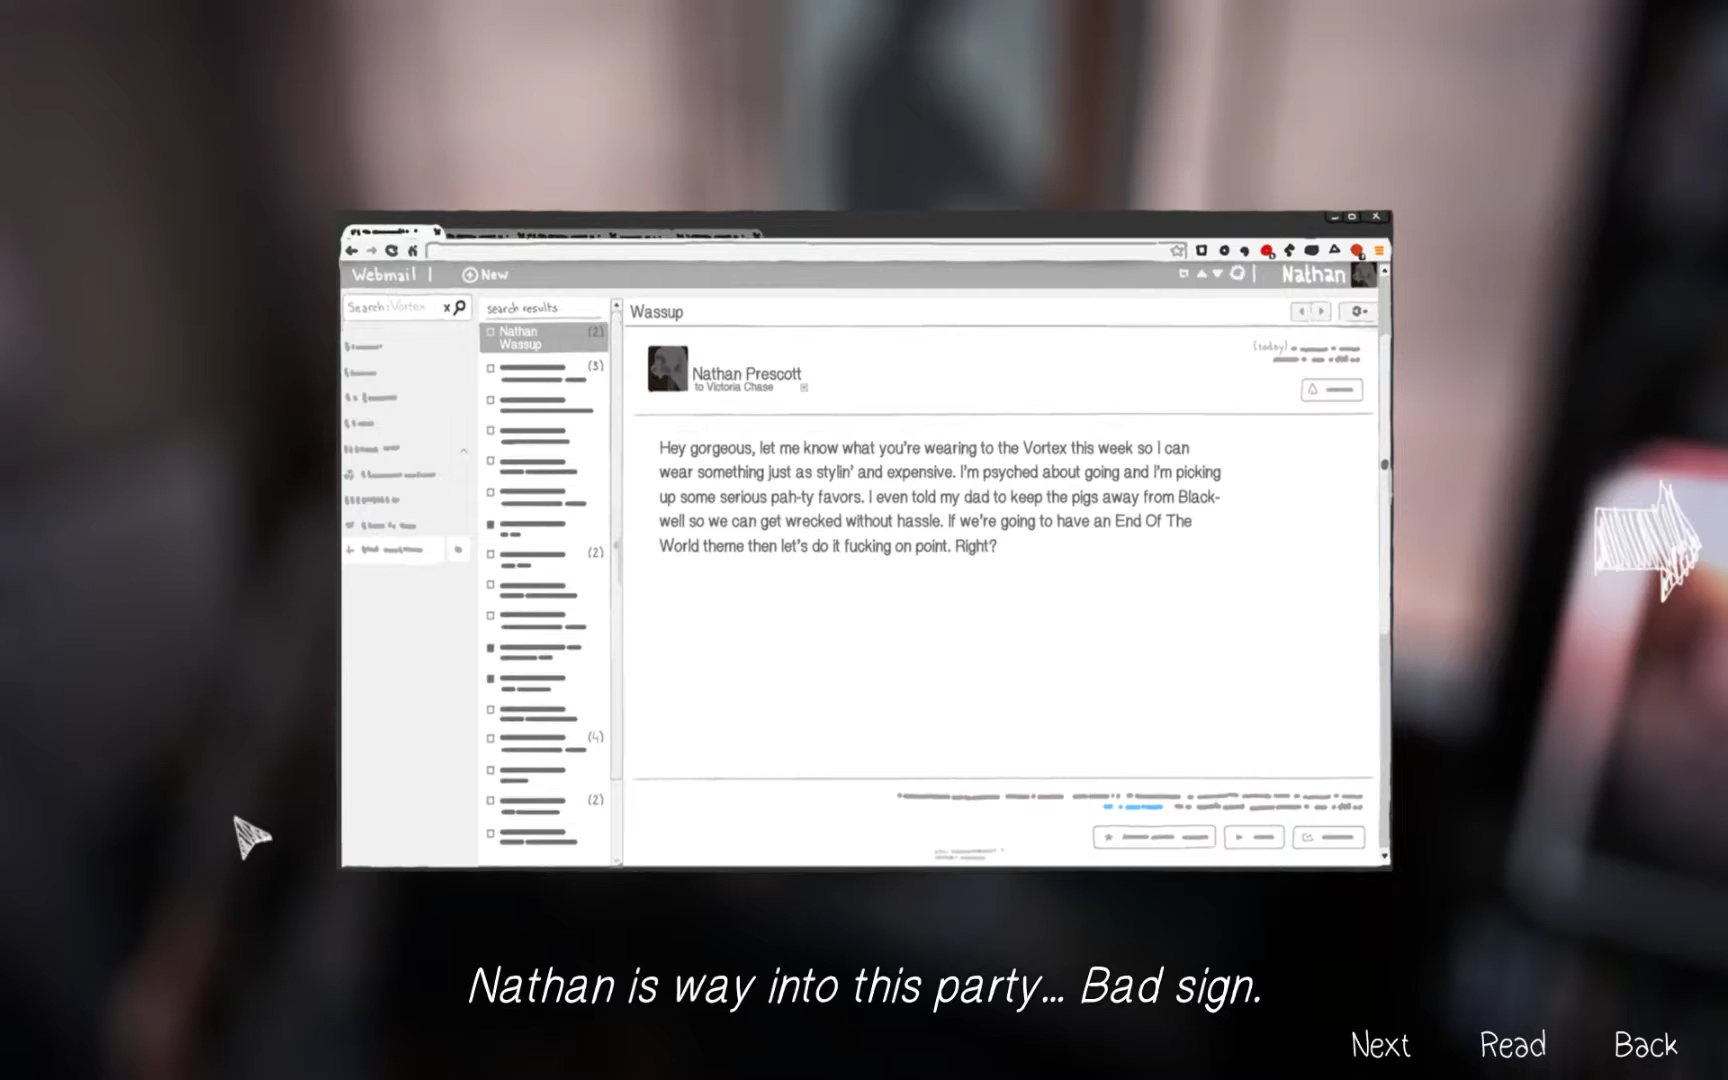 Webmail
New
Nathan
Search: Vortex x
search results
Nathan (2)
Wassup
(3)
(2)
(4)
(2)
Wassup
(today)
Nathan Prescott
to Victoria Chase
Hey gorgeous, let me know what you're wearing to the Vortex this week so I can
wear something just as stylin' and expensive. I'm psyched about going and I'm picking
up some serious pah-ty favors. I even told my dad to keep the pigs away from Black-
well so we can get wrecked without hassle. If we're going to have an End Of The
World theme then let's do it fucking on point. Right?
Nathan is way into this party... Bad sign.
Next Read Back